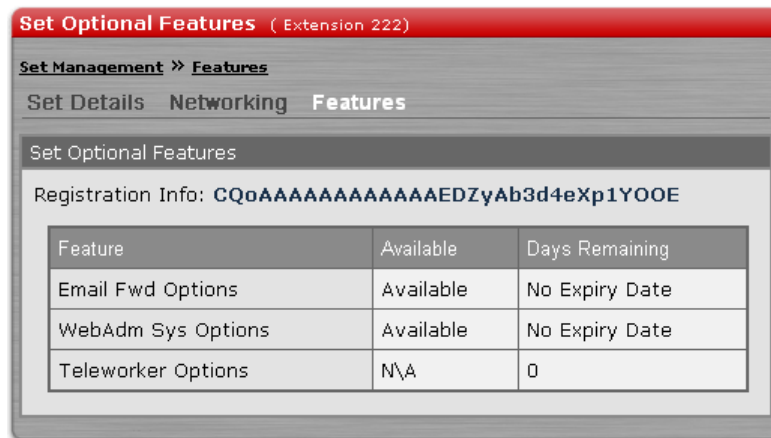 Set Optional Features ( Extension 222)
Set Management » Features
Set Details Networking Features
Set Optional Features
Registration Info: CQoAAAAAAAAAAAAEDZyAb3d4eXp1YOOE
Feature Available Days Remaining
Email Fwd Options Available No Expiry Date
WebAdm Sys Options Available No Expiry Date
Teleworker Options N\A 0